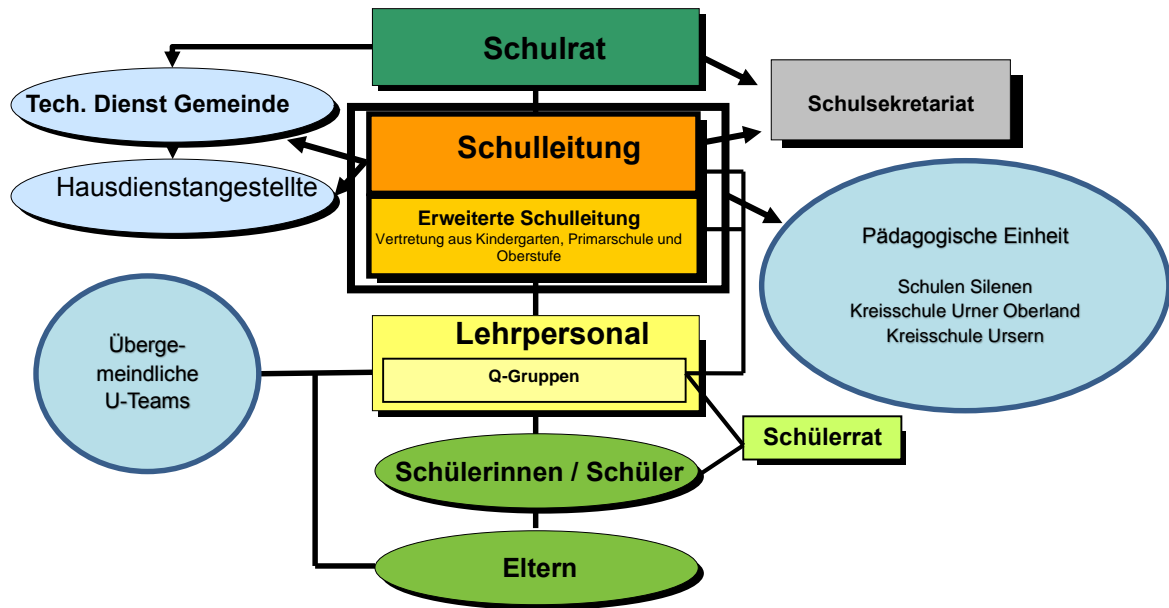 Schulrat
Tech. Dienst Gemeinde
Schulsekretariat
Schulleitung
Hausdienstangestellte
Erweiterte Schulleitung
Vertretung aus Kindergarten, Primarschule und
Oberstufe
Pädagogische Einheit
Schulen Silenen
Kreisschule Urner Oberland
Kreisschule Ursern
Lehrpersonal
Q-Gruppen
Überge-
meindliche
U-Teams
Schülerrat
Schülerinnen / Schüler
Eltern